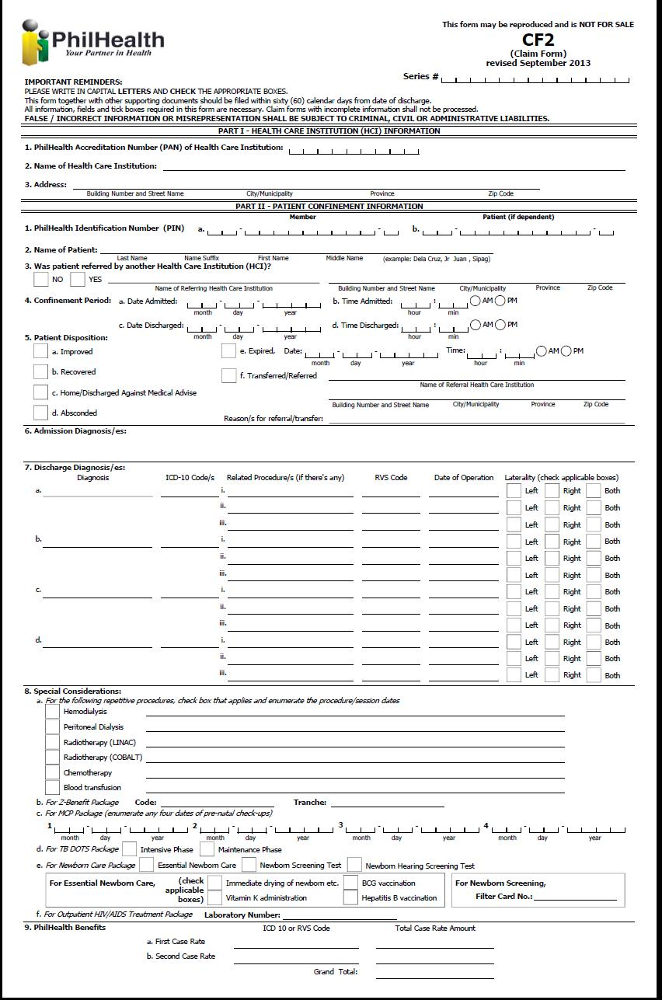 PhilHealth
Your Partner in Health
This form may be reproduced and is NOT FOR SALE
CF2
(Claim Form)
revised September 2013
Series #
IMPORTANT REMINDERS:
PLEASE WRITE IN CAPITAL LETTERS AND CHECK THE APPROPRIATE BOXES.
This form together with other supporting documents should be filed within sixty (60) calendar days from date of discharge.
All information, fields and tick boxes required in this form are necessary. Claim forms with incomplete information shall not be processed.
FALSE / INCORRECT INFORMATION OR MISREPRESENTATION SHALL BE SUBJECT TO CRIMINAL, CIVIL OR ADMINISTRATIVE LIABILITIES.
PART I - HEALTH CARE INSTITUTION (HCI) INFORMATION
1. PhilHealth Accreditation Number (PAN) of Health Care Institution:
2. Name of Health Care Institution:
3. Address:
Building Number and Street Name City/Municipality Province Zip Code
PART II - PATIENT CONFINEMENT INFORMATION
Member Patient (if dependent)
1. PhilHealth Identification Number (PIN) a. - - b. - -
2. Name of Patient:
Last Name Name Suffix First Name Middle Name (example: Dela Cruz, Jr Juan , Sipag)
3. Was patient referred by another Health Care Institution (HCI)?
NO YES
Name of Referring Health Care Institution Building Number and Street Name City/Municipality Province Zip Code
4. Confinement Period: a. Date Admitted: - - b. Time Admitted: : AM PM
month day year hour min
c. Date Discharged: - - d. Time Discharged: : AM PM
month day year hour min
5. Patient Disposition:
a. Improved e. Expired, Date: - - Time: : AM PM
month day year hour min
b. Recovered f. Transferred/Referred
Name of Referral Health Care Institution
c. Home/Discharged Against Medical Advise
Building Number and Street Name City/Municipality Province Zip Code
d. Absconded
Reason/s for referral/transfer:
6. Admission Diagnosis/es:
7. Discharge Diagnosis/es:
Diagnosis ICD-10 Code/s Related Procedure/s (if there's any) RVS Code Date of Operation Laterality (check applicable boxes)
a. i. Left Right Both
ii. Left Right Both
iii. Left Right Both
b. i. Left Right Both
ii. Left Right Both
iii. Left Right Both
c. i. Left Right Both
ii. Left Right Both
iii. Left Right Both
d. i. Left Right Both
ii. Left Right Both
iii. Left Right Both
8. Special Considerations:
a. For the following repetitive procedures, check box that applies and enumerate the procedure/session dates
Hemodialysis
Peritoneal Dialysis
Radiotherapy (LINAC)
Radiotherapy (COBALT)
Chemotherapy
Blood transfusion
b. For Z-Benefit Package Code: Tranche:
c. For MCP Package (enumerate any four dates of pre-natal check-ups)
1 - - 2 - - 3 - - 4 - -
month day year month day year month day year month day year
d. For TB DOTS Package Intensive Phase Maintenance Phase
e. For Newborn Care Package Essential Newborn Care Newborn Screening Test Newborn Hearing Screening Test
For Essential Newborn Care, (check applicable boxes) Immediate drying of newborn etc. BCG vaccination
Vitamin K administration Hepatitis B vaccination
For Newborn Screening,
Filter Card No.:
f. For Outpatient HIV/AIDS Treatment Package Laboratory Number:
9. PhilHealth Benefits ICD 10 or RVS Code Total Case Rate Amount
a. First Case Rate
b. Second Case Rate
Grand Total: